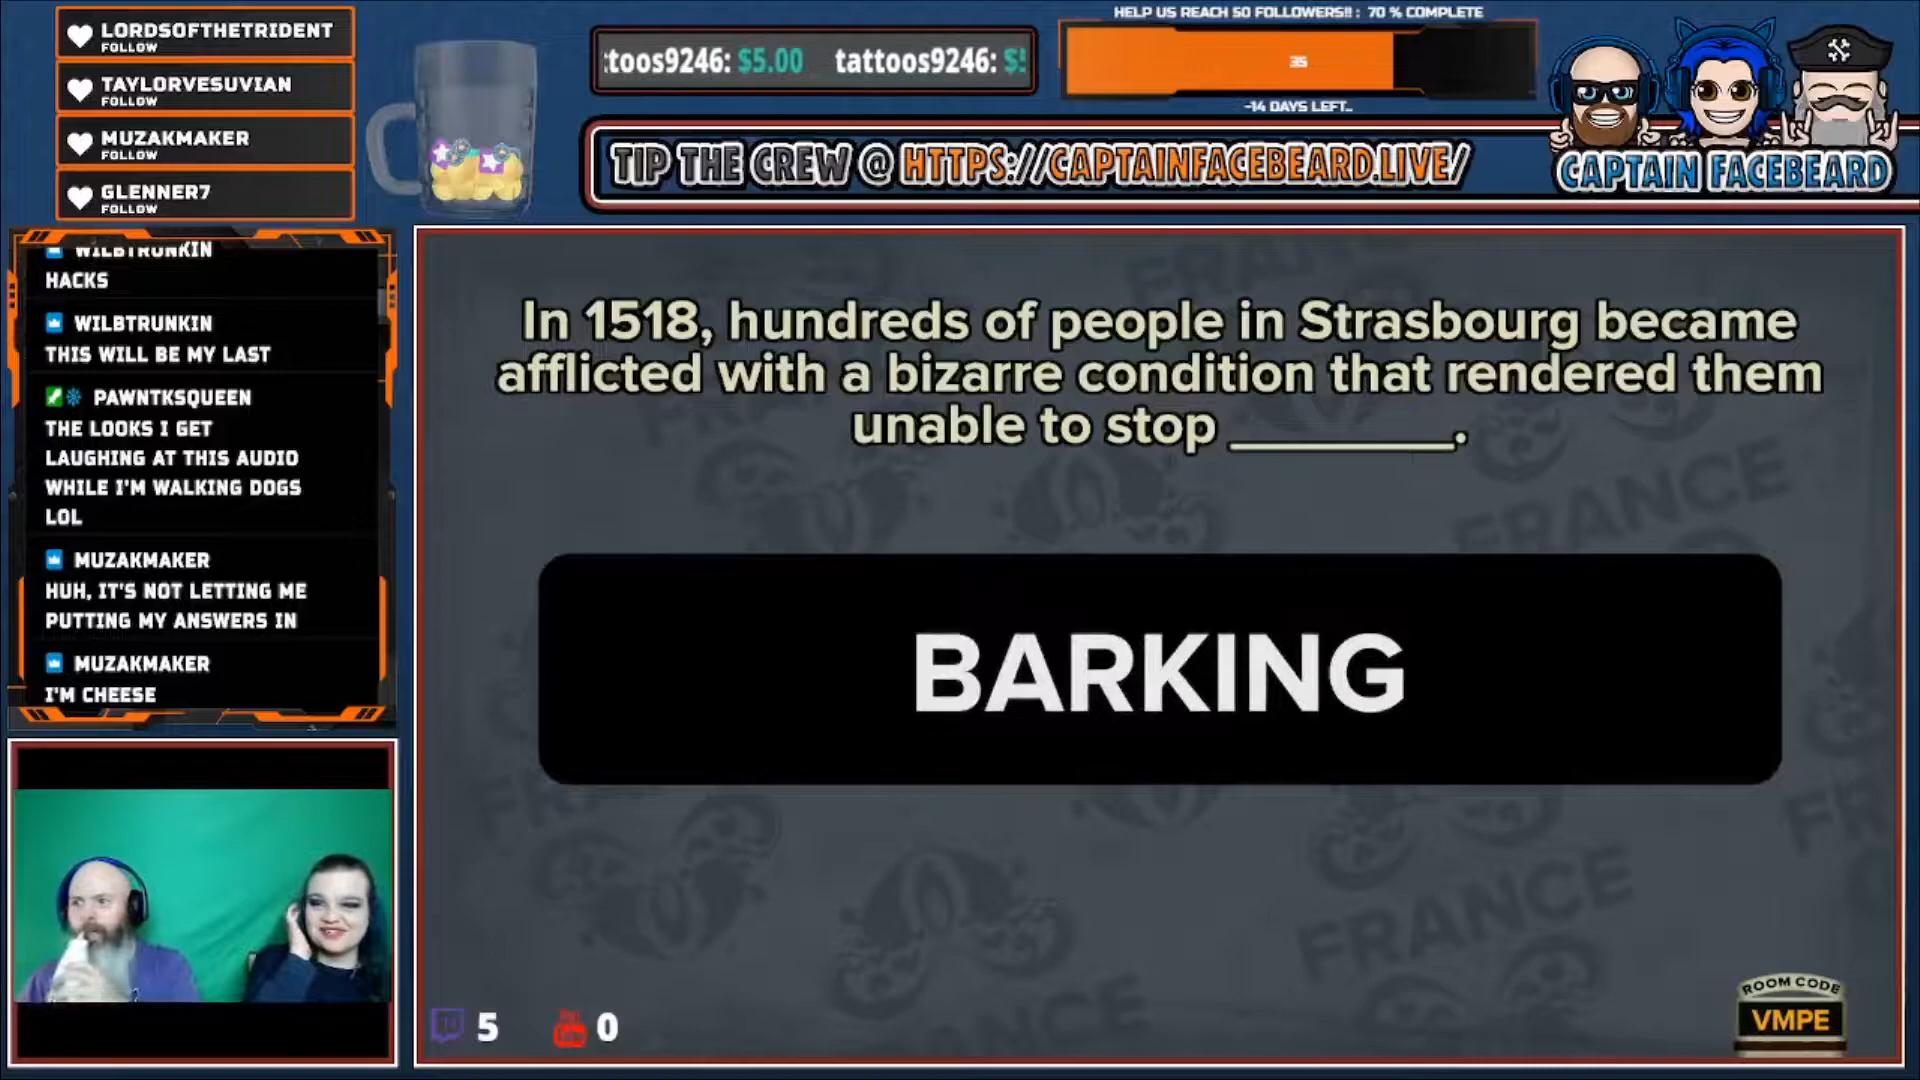 LORDSOFTHETRIDENT
FOLLOW
TAYLORVESUVIAN
FOLLOW
MUZAKMAKER
FOLLOW
GLENNER7
FOLLOW
:toos9246: $5.00 tattoos9246: $!
HELP US REACH 50 FOLLOWERS!! : 70 % COMPLETE
35
-14 DAYS LEFT..
TIP THE CREW @ HTTPS://CAPTAINFACEBEARD.LIVE/
CAPTAIN FACEBEARD
WILBTRUNKIN
HACKS
WILBTRUNKIN
THIS WILL BE MY LAST
PAWNTKSQUEEN
THE LOOKS I GET
LAUGHING AT THIS AUDIO
WHILE I'M WALKING DOGS
LOL
MUZAKMAKER
HUH, IT'S NOT LETTING ME
PUTTING MY ANSWERS IN
MUZAKMAKER
I'M CHEESE
In 1518, hundreds of people in Strasbourg became
afflicted with a bizarre condition that rendered them
unable to stop ________.
BARKING
FRANCE
FRANCE
FRANCE
5
0
ROOM CODE
VMPE